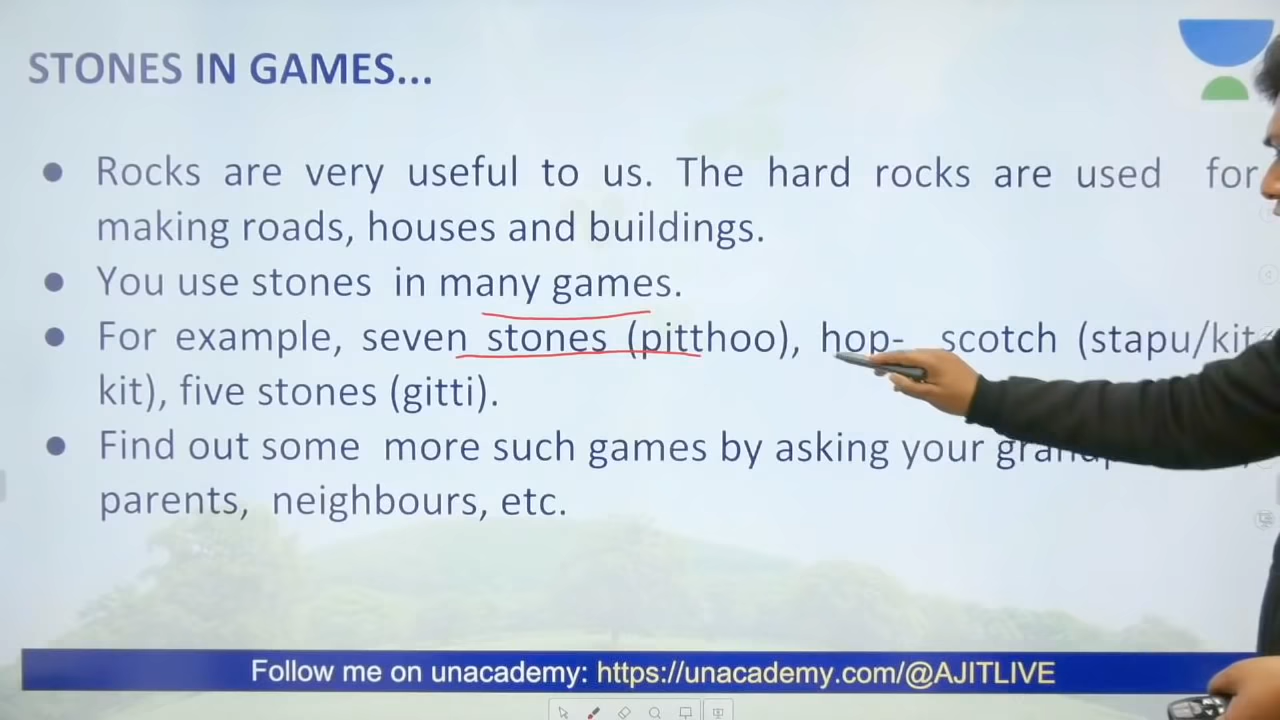 STONES IN GAMES...
● Rocks are very useful to us. The hard rocks are used for
making roads, houses and buildings.
● You use stones in many games.
● For example, seven stones (pitthoo), hop- scotch (stapu/kit-
kit), five stones (gitti).
● Find out some more such games by asking your
parents, neighbours, etc.
Follow me on unacademy: https://unacademy.com/@AJITLIVE